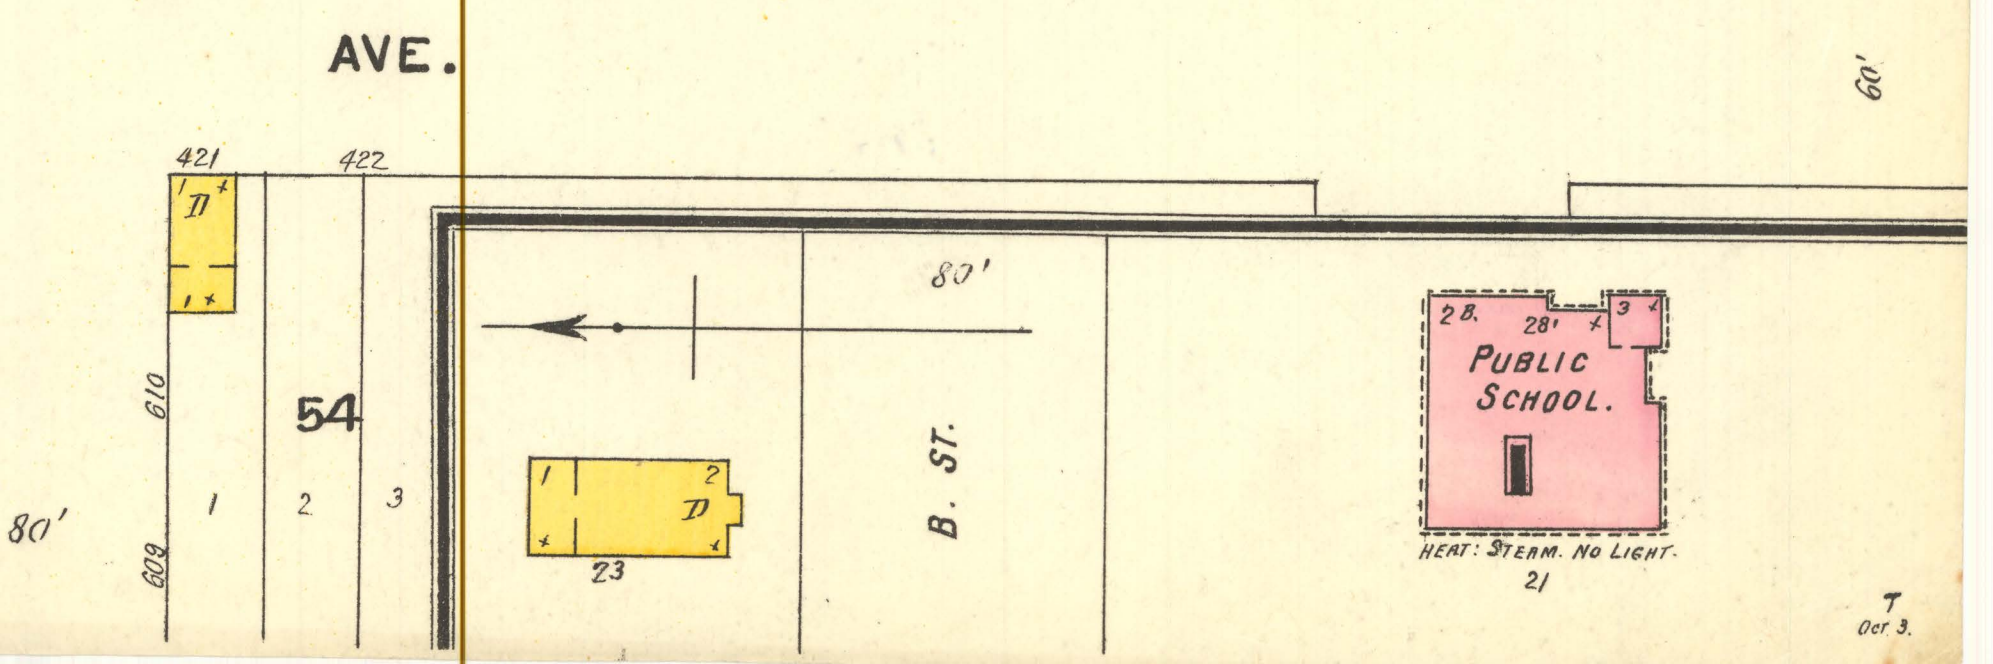 AVE.
60'
421
422
1 x
D
1 x
610
609
54
1
2
3
80'
80'
B. ST.
1
2
D
x
x
23
2 B.
28'
x
3
x
PUBLIC
SCHOOL.
HEAT: STEAM. NO LIGHT.
21
T
Oct 3.